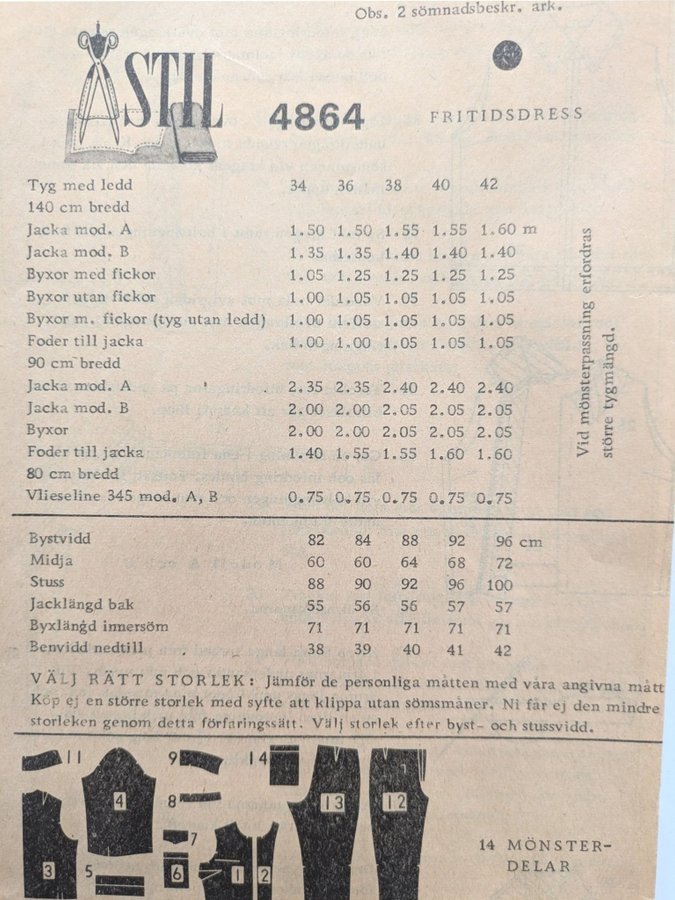 Obs. 2 sömnadsbeskr. ark.
STIL
4864
FRITIDSDRESS
Tyg med ledd 34 36 38 40 42
140 cm bredd
Jacka mod. A 1.50 1.50 1.55 1.55 1.60 m
Jacka mod. B 1.35 1.35 1.40 1.40 1.40
Byxor med fickor 1.05 1.25 1.25 1.25 1.25
Byxor utan fickor 1.00 1.05 1.05 1.05 1.05
Byxor m. fickor (tyg utan ledd) 1.00 1.05 1.05 1.05 1.05
Foder till jacka 1.00 1.00 1.05 1.05 1.05
90 cm bredd
Jacka mod. A 2.35 2.35 2.40 2.40 2.40
Jacka mod. B 2.00 2.00 2.05 2.05 2.05
Byxor 2.00 2.00 2.05 2.05 2.05
Foder till jacka 1.40 1.55 1.55 1.60 1.60
80 cm bredd
Vlieseline 345 mod. A, B 0.75 0.75 0.75 0.75 0.75
Vid mönsterpassning erfordras
större tygmängd.
Bystvidd 82 84 88 92 96 cm
Midja 60 60 64 68 72
Stuss 88 90 92 96 100
Jacklängd bak 55 56 56 57 57
Byxlängd innersöm 71 71 71 71 71
Benvidd nedtill 38 39 40 41 42
VÄLJ RÄTT STORLEK: Jämför de personliga måtten med våra angivna mått
Köp ej en större storlek med syfte att klippa utan sömsmåner. Ni får ej den mindre
storleken genom detta förfaringssätt. Välj storlek efter byst- och stussvidd.
11 9 14
4 8 13 12
7
3 5 6 1 2
14 MÖNSTER-
DELAR